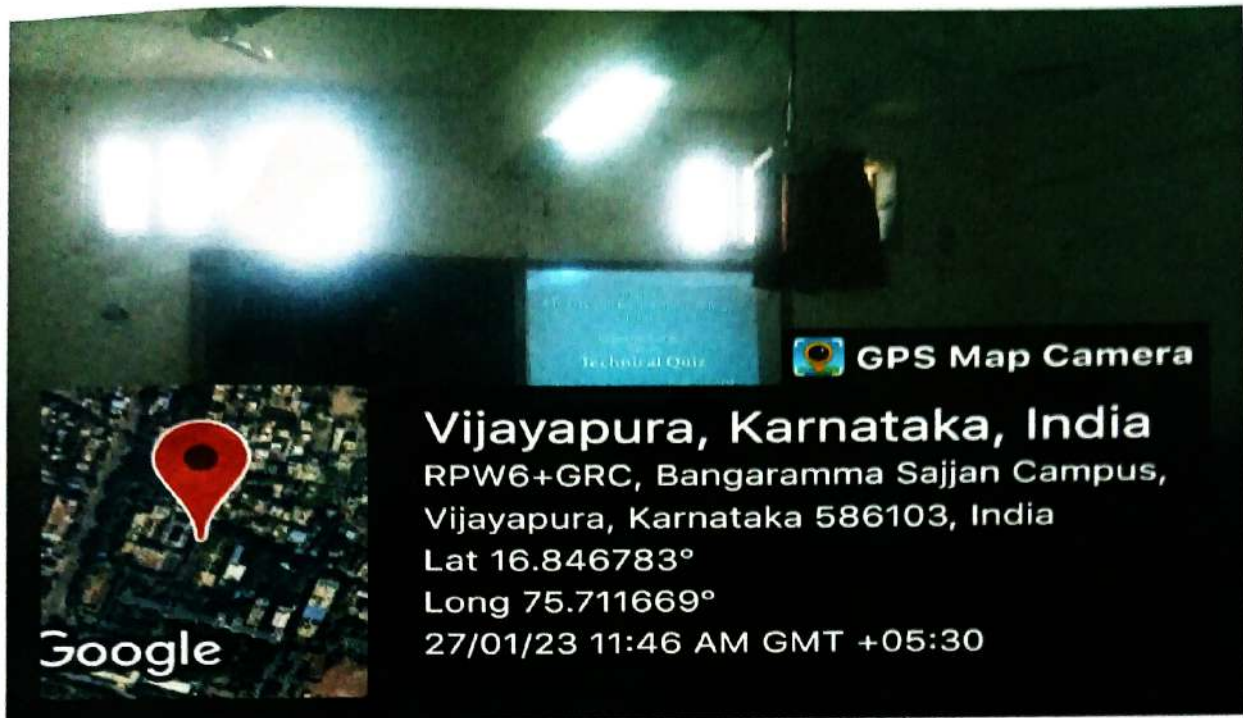 Technical Quiz
GPS Map Camera
Vijayapura, Karnataka, India
RPW6+GRC, Bangaramma Sajjan Campus,
Vijayapura, Karnataka 586103, India
Lat 16.846783°
Long 75.711669°
27/01/23 11:46 AM GMT +05:30
Google